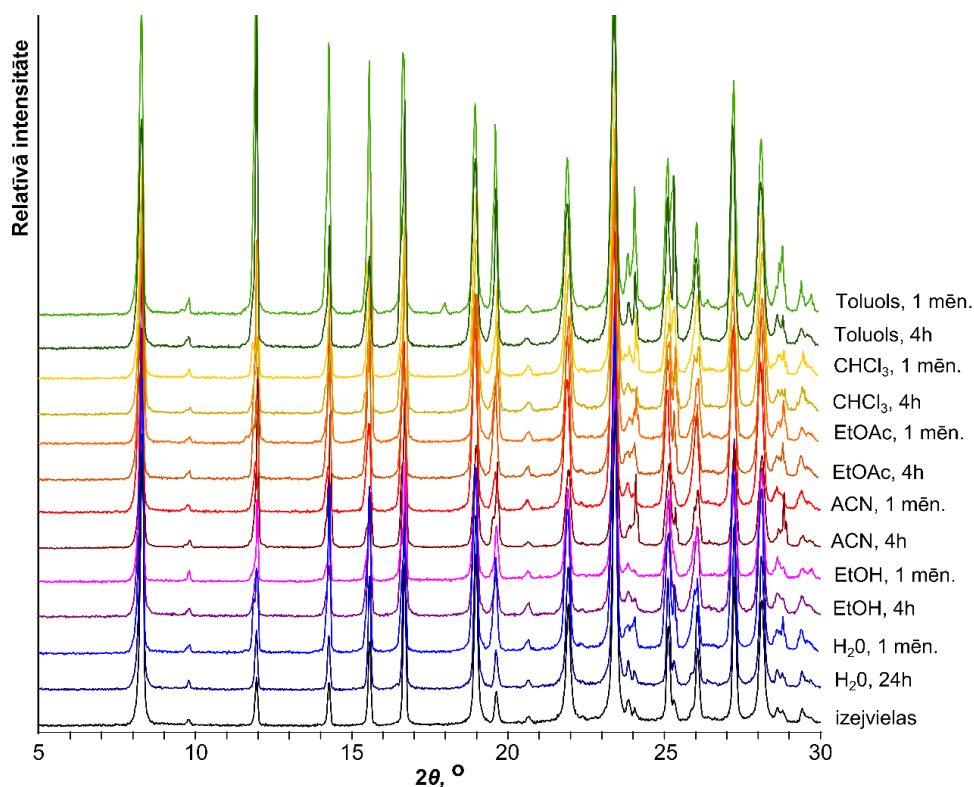 Relatīvā intensitāte
Toluols, 1 mēn.
Toluols, 4h
CHCl₃, 1 mēn.
CHCl₃, 4h
EtOAc, 1 mēn.
EtOAc, 4h
ACN, 1 mēn.
ACN, 4h
EtOH, 1 mēn.
EtOH, 4h
H₂0, 1 mēn.
H₂0, 24h
izejvielas
5 10 15 20 25 30
2θ, °